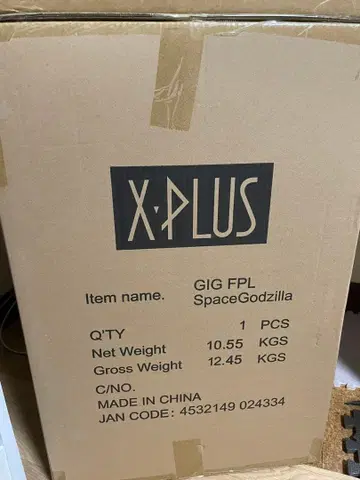 X-PLUS
Item name. GIG FPL
SpaceGodzilla
Q'TY 1 PCS
Net Weight 10.55 KGS
Gross Weight 12.45 KGS
C/NO.
MADE IN CHINA
JAN CODE: 4532149 024334